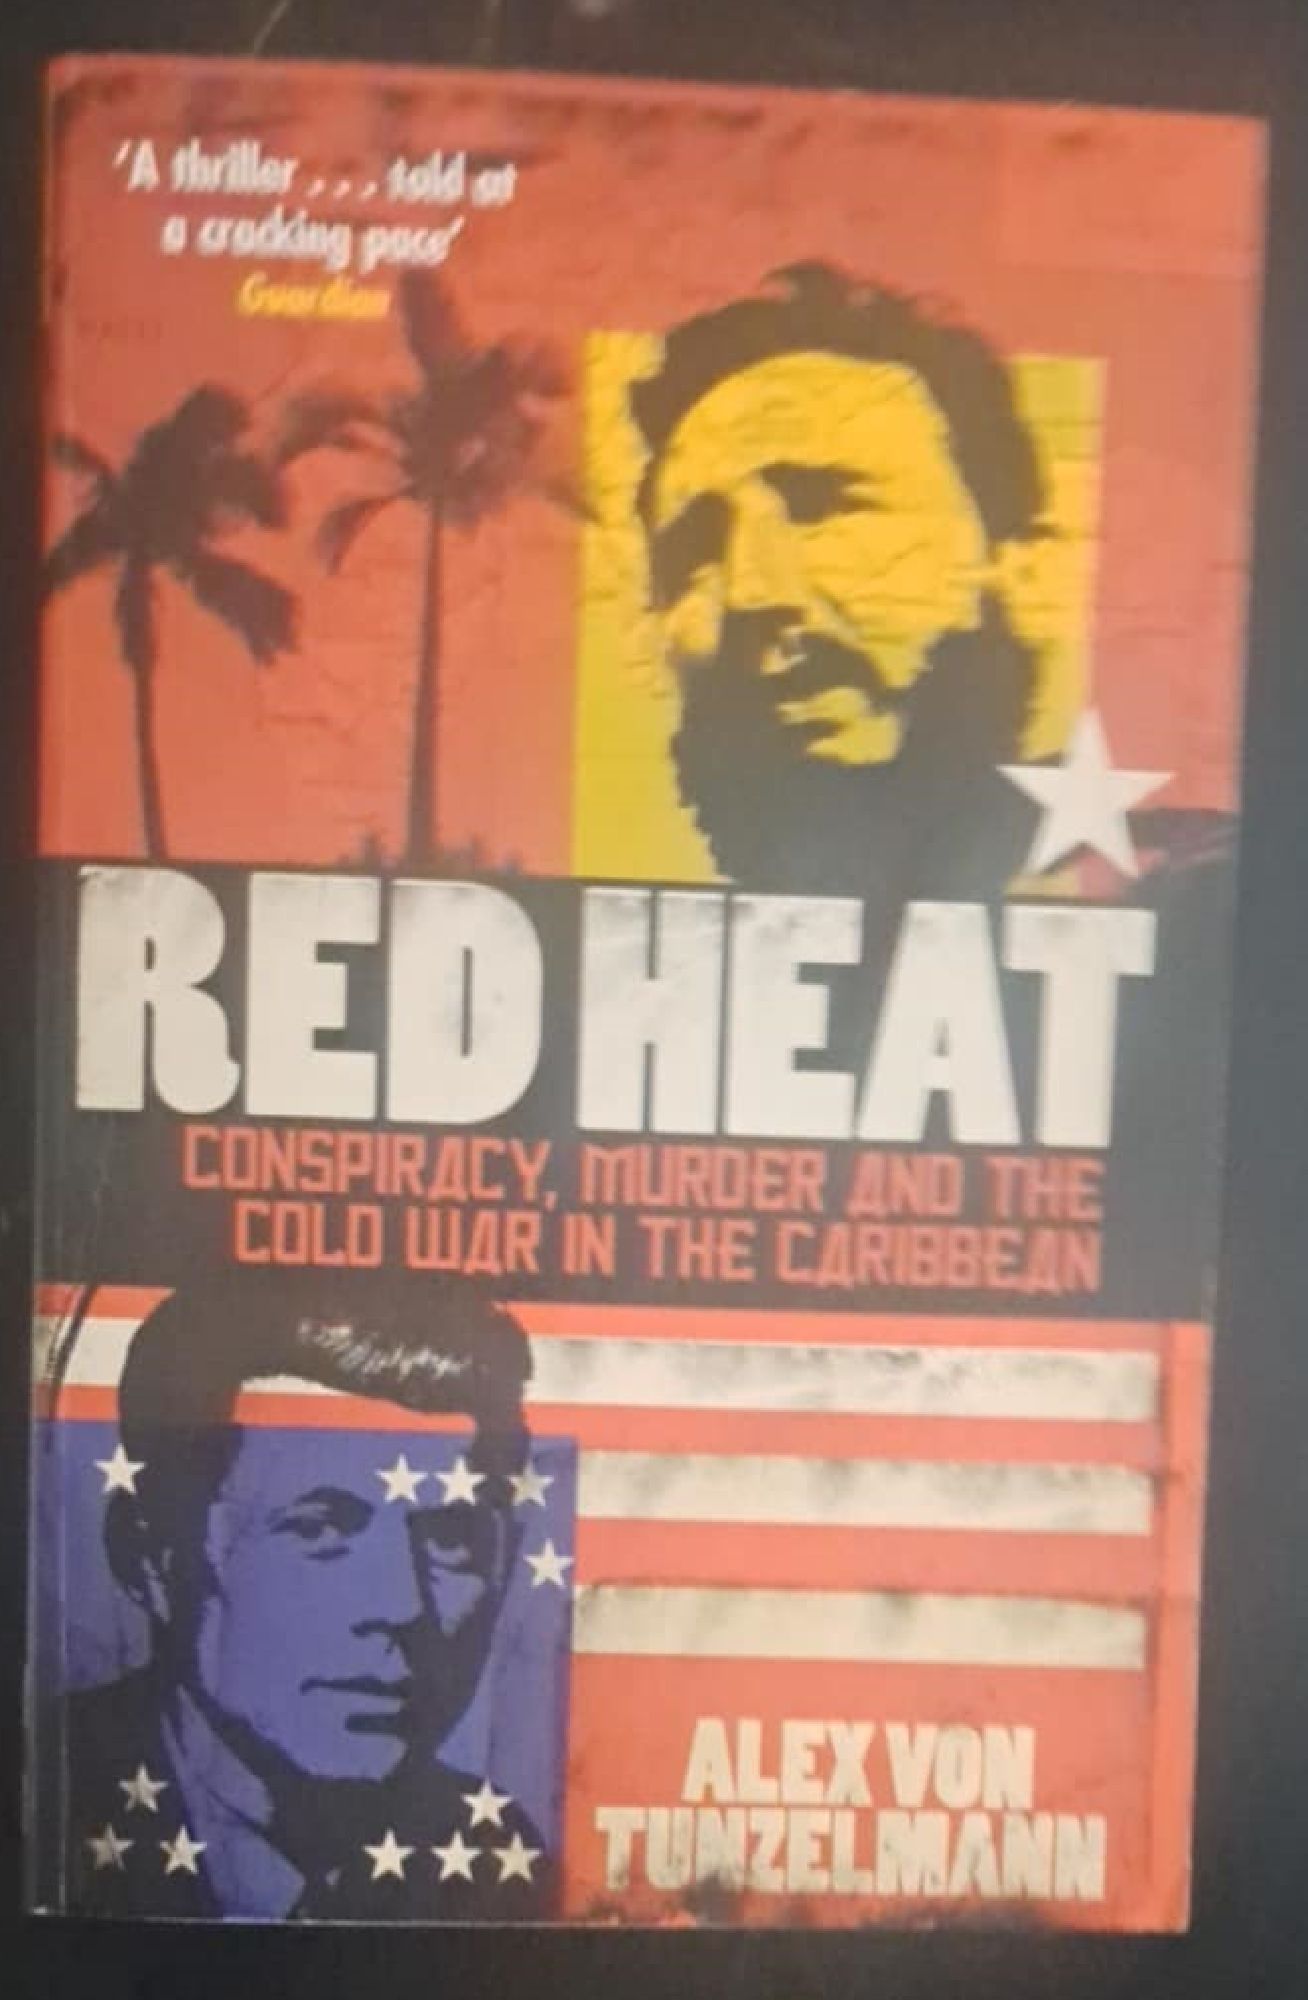 'A thriller . . . told at
a cracking pace'
Guardian
RED HEAT
CONSPIRACY, MURDER AND THE
COLD WAR IN THE CARIBBEAN
ALEX VON
TUNZELMANN